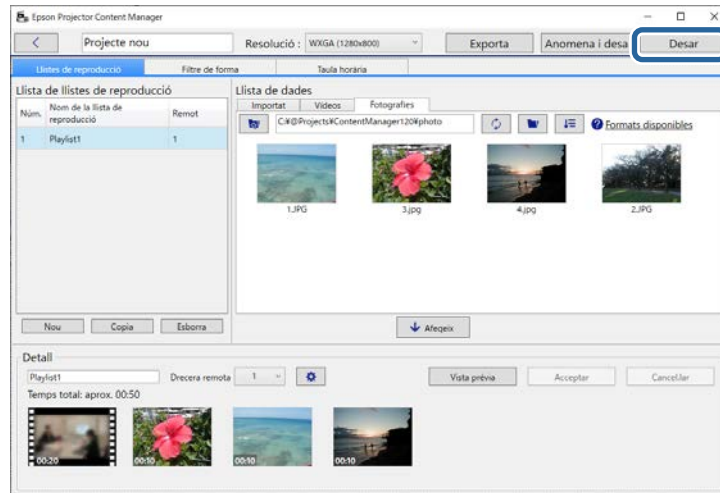 Epson Projector Content Manager
Projecte nou Resolució : WXGA (1280x800) Exporta Anomena i desa Desar
Llistes de reproducció Filtre de forma Taula horària
Llista de llistes de reproducció
Núm. Nom de la llista de reproducció Remot
1 Playlist1 1
Nou Copia Esborra
Llista de dades
Importat Vídeos Fotografies
C:¥@Projects¥ContentManager120¥photo Formats disponibles
1.JPG 3.jpg 4.jpg 2.JPG
Afegeix
Detall
Playlist1 Drecera remota 1 Vista prèvia Acceptar Cancel.lar
Temps total: aprox. 00:50
00:20 00:10 00:10 00:10